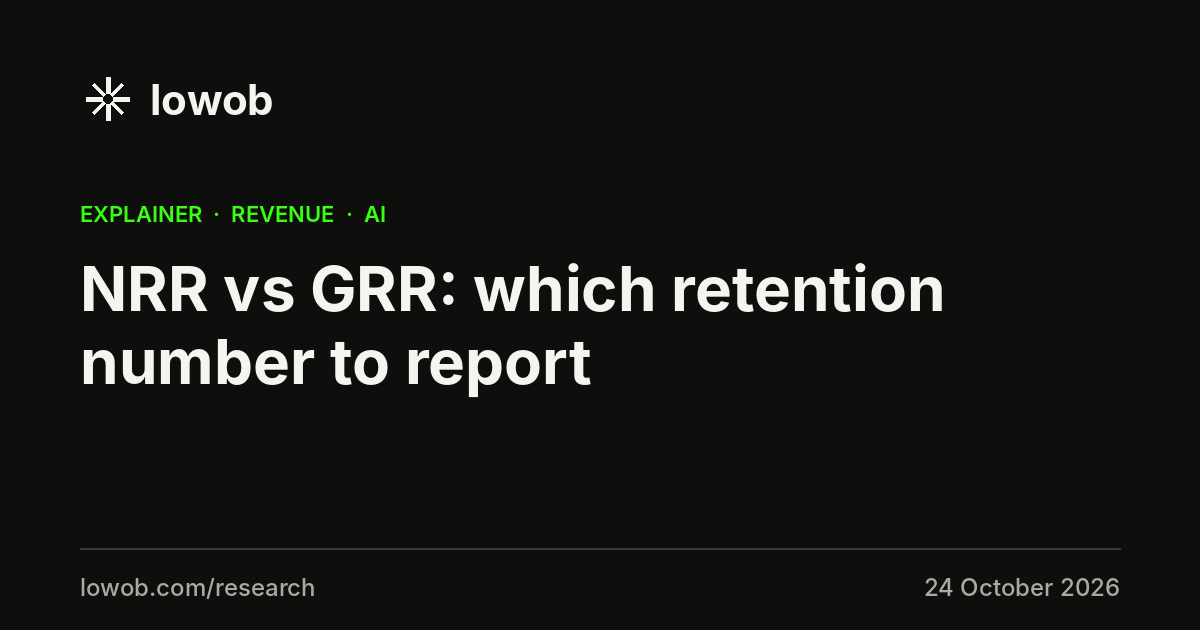 lowob
EXPLAINER · REVENUE · AI
NRR vs GRR: which retention
number to report
lowob.com/research
24 October 2026